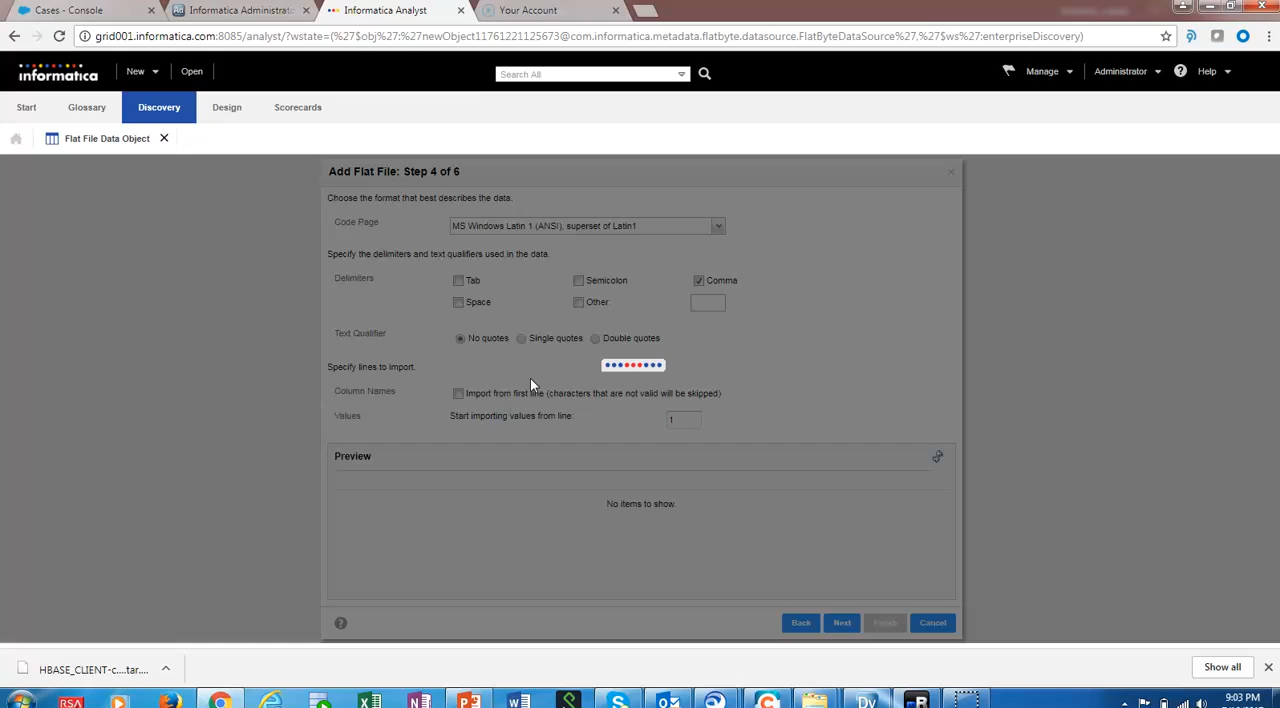 Cases - Console
Informatica Administrato
Informatica Analyst
Your Account
grid001.informatica.com:8085/analyst/?wstate=(%27$obj%27:%27newObject11761221125673@com.informatica.metadata.flatbyte.datasource.FlatByteDataSource%27,%27$ws%27:enterpriseDiscovery)
informatica
New
Open
Search All
Manage
Administrator
Help
Start
Glossary
Discovery
Design
Scorecards
Flat File Data Object
Add Flat File: Step 4 of 6
Choose the format that best describes the data.
Code Page
MS Windows Latin 1 (ANSI), superset of Latin1
Specify the delimiters and text qualifiers used in the data.
Delimiters
Tab
Semicolon
Comma
Space
Other:
Text Qualifier
No quotes
Single quotes
Double quotes
Specify lines to import.
Column Names
Import from first line (characters that are not valid will be skipped)
Values
Start importing values from line:
1
Preview
No items to show.
Back
Next
Finish
Cancel
HBASE_CLIENT-c....tar....
Show all
RSA
9:03 PM